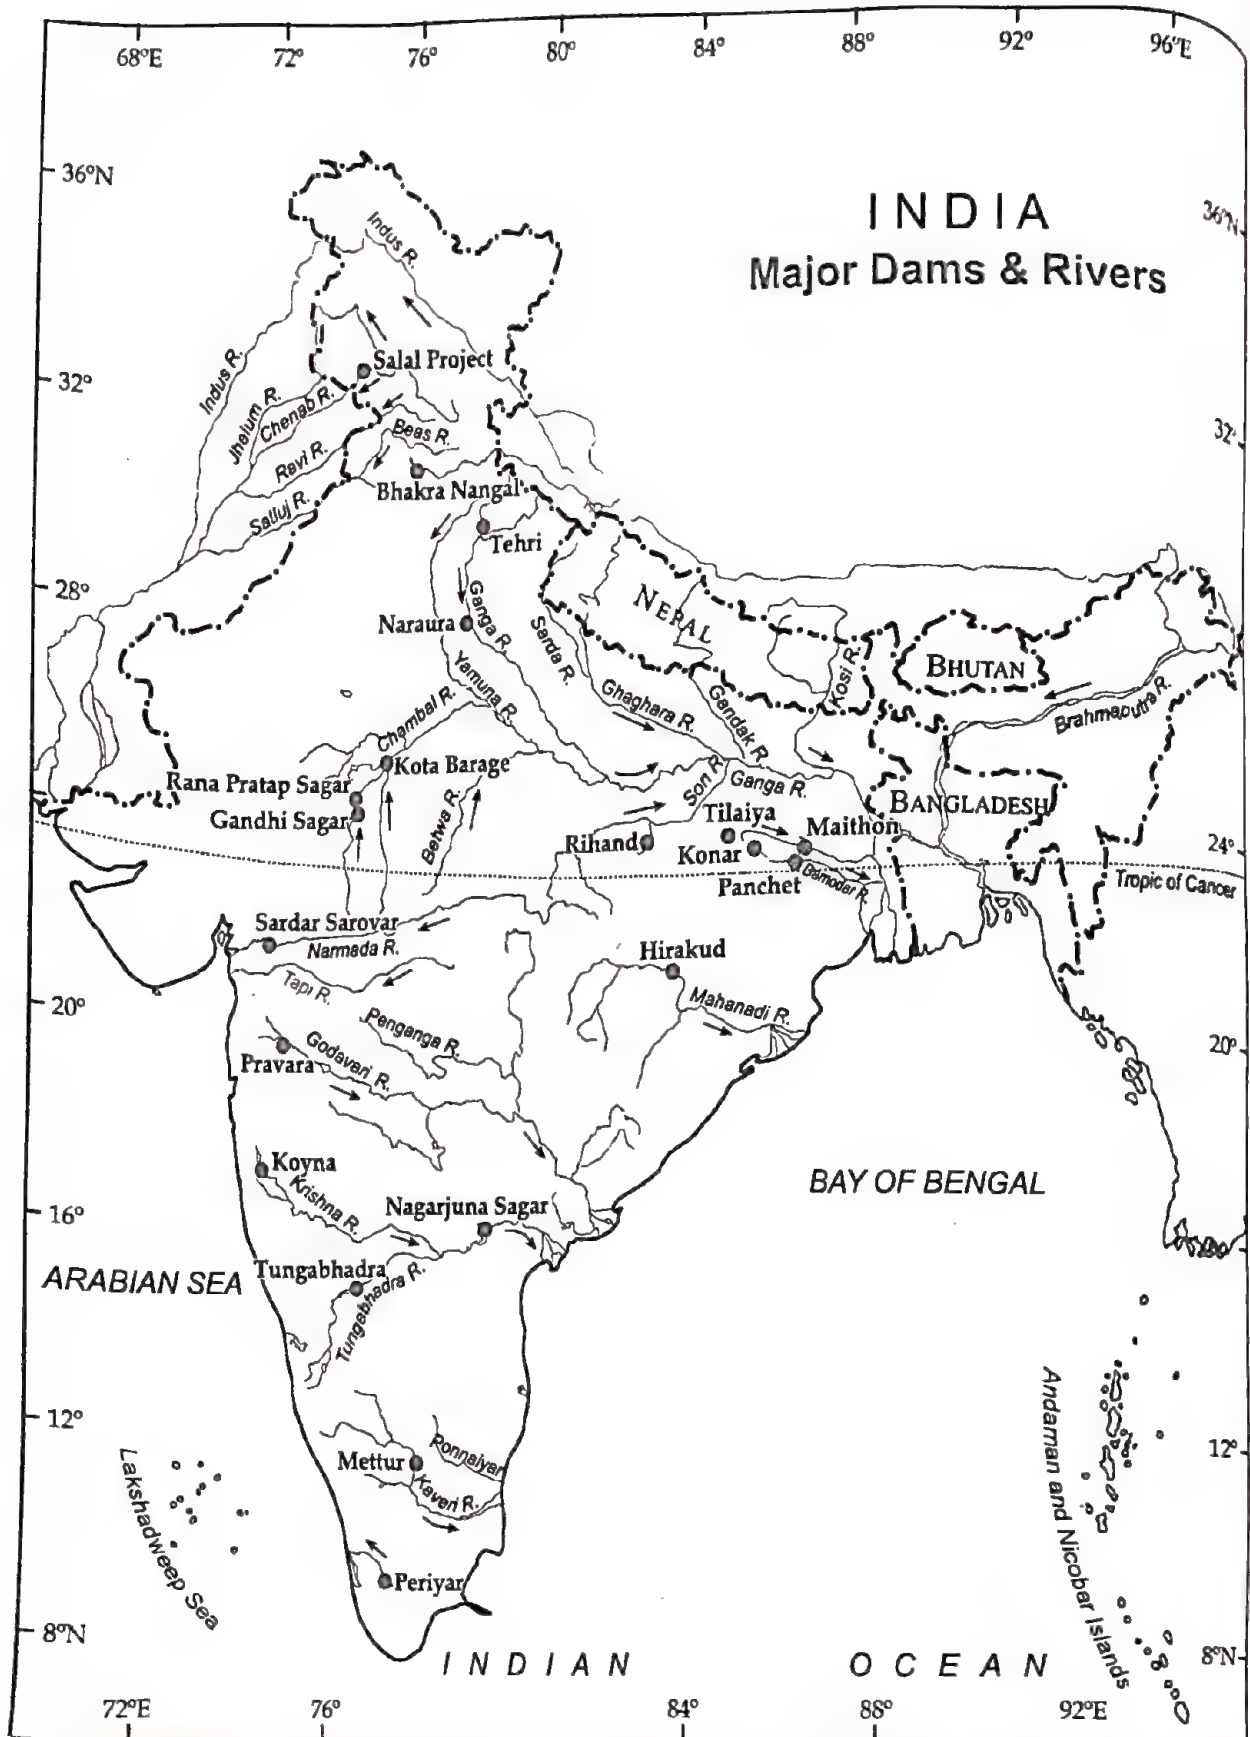 68°E 72° 76° 80° 84° 88° 92° 96°E
36°N
INDIA
36°N
Major Dams & Rivers
Indus R.
Salal Project
32°
Indus R.
Jhelum R.
Chenab R.
Beas R.
32°
Ravi R.
Bhakra Nangal
Satluj R.
Tehri
28°
NEPAL
Ganga R.
Naraura
Sarda R.
Kosi R.
BHUTAN
Yamuna R.
Ghaghara R.
Gandak R.
Brahmaputra R.
Chambal R.
Kota Barage
Rana Pratap Sagar
Son R.
Ganga R.
BANGLADESH
Gandhi Sagar
Betwa R.
Tilaiya
Maithon
Rihand
Konar
24°
Panchet
Damodar R.
Tropic of Cancer
Sardar Sarovar
Narmada R.
Hirakud
Tapi R.
20°
Mahanadi R.
Penganga R.
Godavari R.
20°
Pravara
Koyna
Krishna R.
BAY OF BENGAL
Nagarjuna Sagar
16°
Tungabhadra
ARABIAN SEA
Tungabhadra R.
12°
Ponnaiyar
12°
Mettur
Kaveri R.
Lakshadweep Sea
Andaman and Nicobar Islands
Periyar
8°N
INDIAN OCEAN
8°N
72°E 76° 84° 88° 92°E